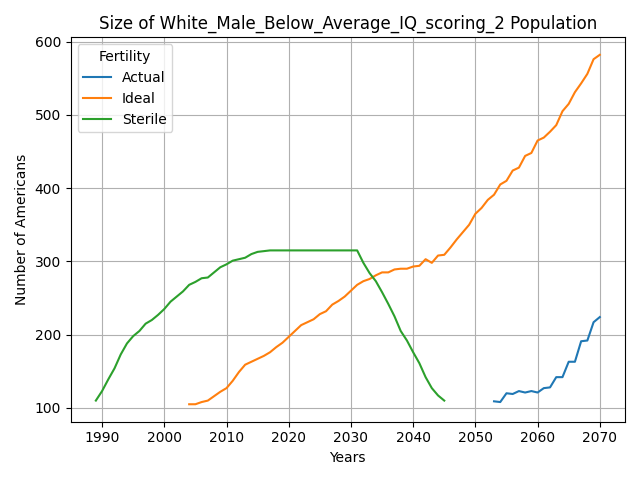 Size of White_Male_Below_Average_IQ_scoring_2 Population
Fertility
Actual
Ideal
Sterile
Number of Americans
600
500
400
300
200
100
1990 2000 2010 2020 2030 2040 2050 2060 2070
Years